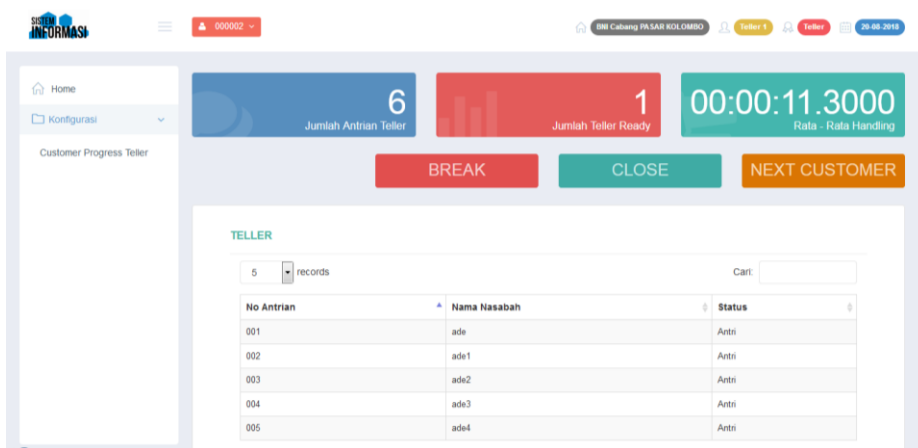 SISTEM
INFORMASI
000002
BNI Cabang PASAR KOLOMBO
Teller 1
Teller
20-08-2018
Home
Konfigurasi
Customer Progress Teller
6
Jumlah Antrian Teller
1
Jumlah Teller Ready
00:00:11.3000
Rata - Rata Handling
BREAK
CLOSE
NEXT CUSTOMER
TELLER
5 records
Cari:
No Antrian Nama Nasabah Status
001 ade Antri
002 ade1 Antri
003 ade2 Antri
004 ade3 Antri
005 ade4 Antri